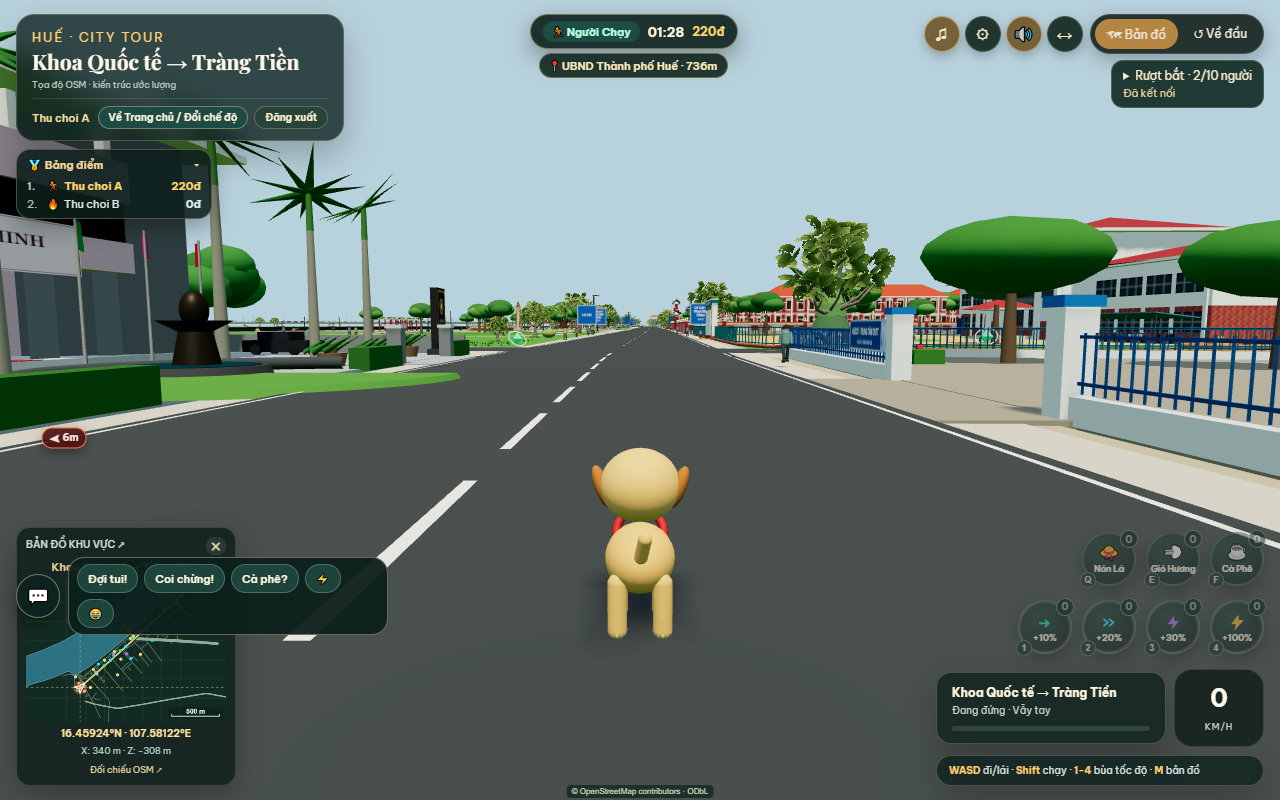 HUẾ · CITY TOUR
Khoa Quốc tế → Tràng Tiền
Tọa độ OSM · kiến trúc ước lượng
Thu choi A
Về Trang chủ / Đổi chế độ
Đăng xuất
Người Chạy 01:28 220đ
UBND Thành phố Huế · 736m
Bản đồ
↺ Về đầu
Rượt bắt · 2/10 người
Đã kết nối
Bảng điểm
1. Thu choi A 220đ
2. Thu choi B 0đ
MINH
6m
BẢN ĐỒ KHU VỰC ↗
Đợi tui!
Coi chừng!
Cà phê?
500 m
16.45924°N · 107.58122°E
X: 340 m · Z: -308 m
Đối chiếu OSM ↗
0 0 0
Nón Lá Gió Hương Cà Phê
Q E F
0 0 0 0
+10% +20% +30% +100%
1 2 3 4
Khoa Quốc tế → Tràng Tiền
Đang đứng · Vẫy tay
0
KM/H
WASD đi/lái · Shift chạy · 1-4 bùa tốc độ · M bản đồ
© OpenStreetMap contributors · ODbL